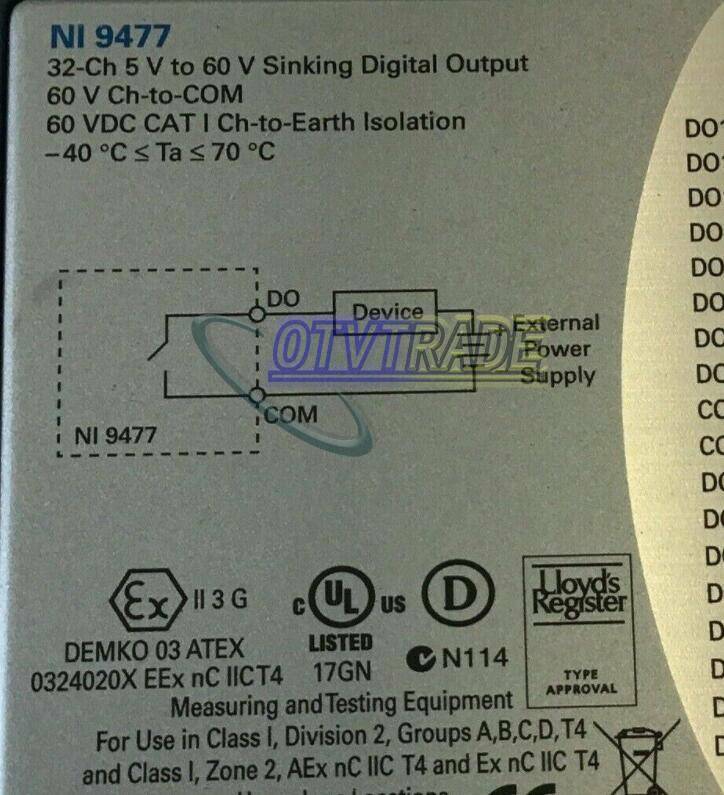 NI 9477
32-Ch 5 V to 60 V Sinking Digital Output
60 V Ch-to-COM
60 VDC CAT I Ch-to-Earth Isolation
–40 °C ≤ Ta ≤ 70 °C
DO
Device
External
Power
Supply
COM
NI 9477
OTVTRADE
Ex II 3 G
DEMKO 03 ATEX
0324020X EEx nC IICT4
C UL US
LISTED
17GN
D
N114
Lloyd's
Register
TYPE
APPROVAL
Measuring and Testing Equipment
For Use in Class I, Division 2, Groups A,B,C,D,T4
and Class I, Zone 2, AEx nC IIC T4 and Ex nC IIC T4